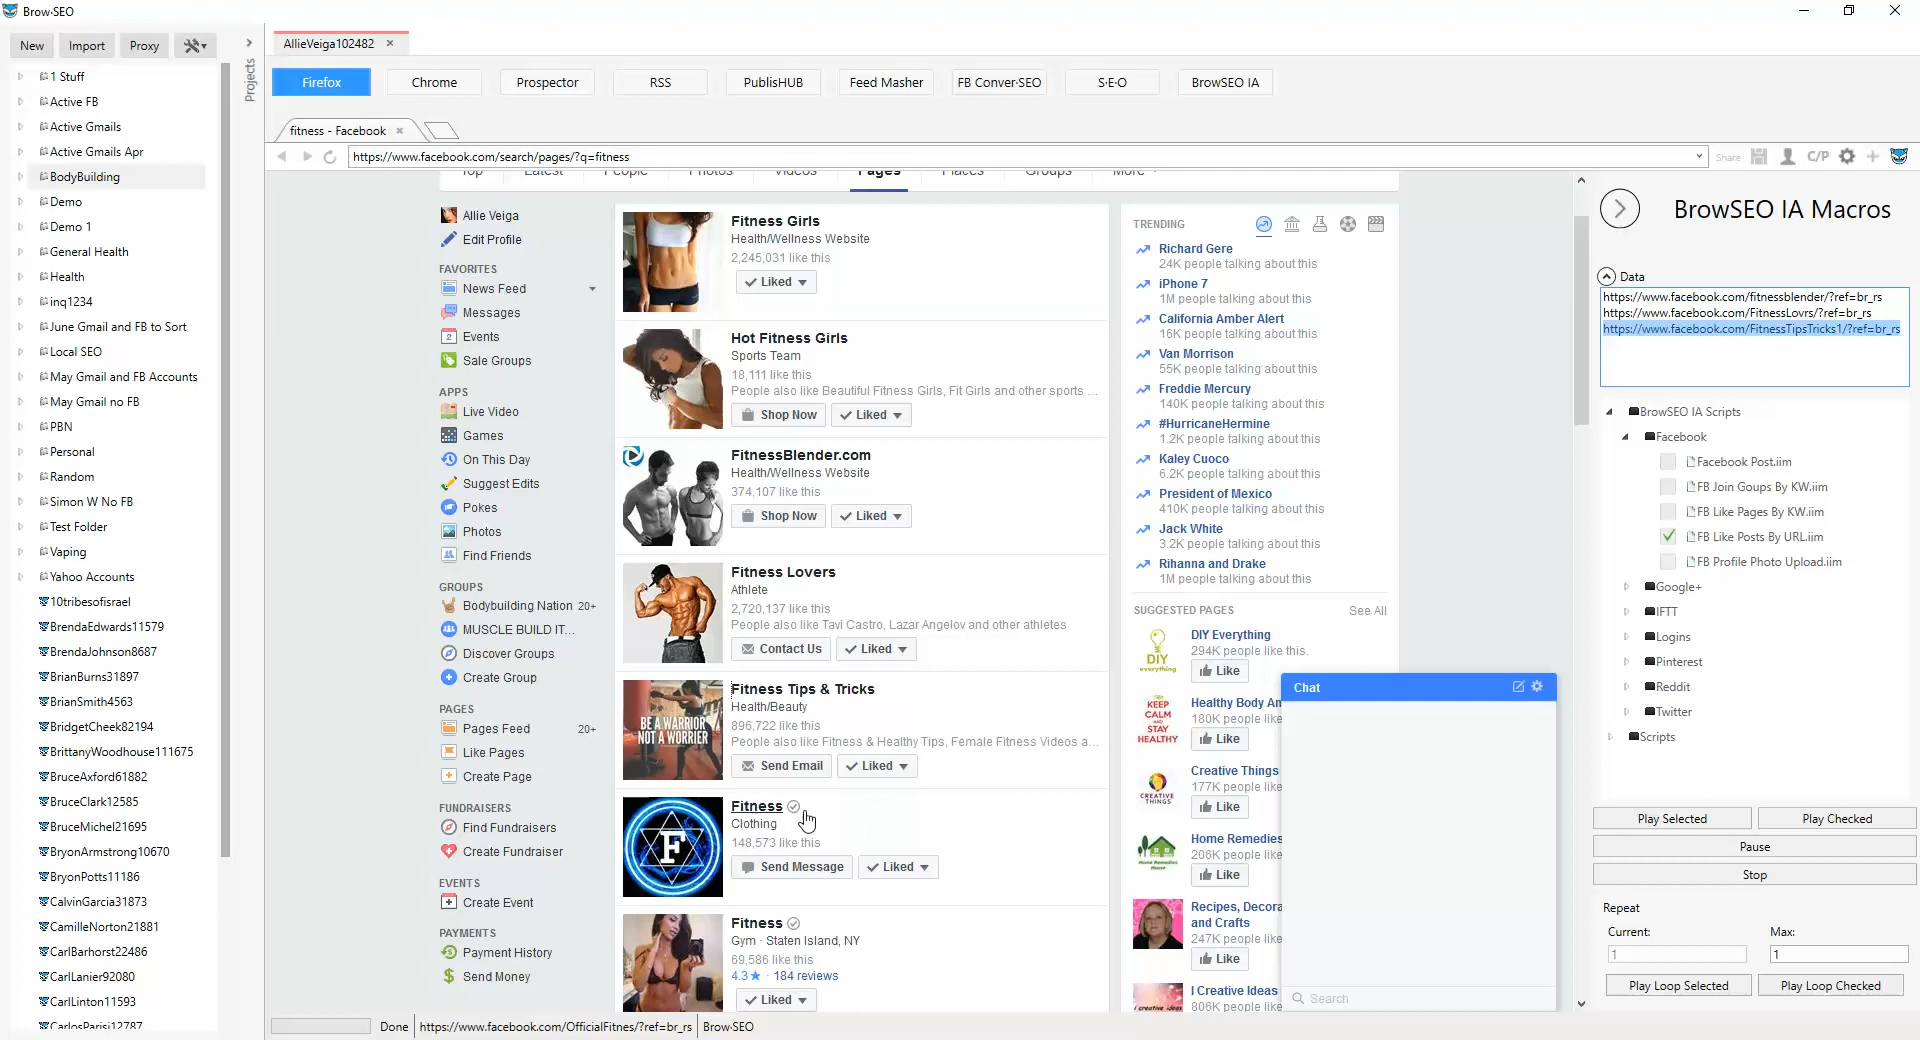 Brow·SEO
New
Import
Proxy
Projects
1 Stuff
Active FB
Active Gmails
Active Gmails Apr
BodyBuilding
Demo
Demo 1
General Health
Health
inq1234
June Gmail and FB to Sort
Local SEO
May Gmail and FB Accounts
May Gmail no FB
PBN
Personal
Random
Simon W No FB
Test Folder
Vaping
Yahoo Accounts
10tribesofisrael
BrendaEdwards11579
BrendaJohnson8687
BrianBurns31897
BrianSmith4563
BridgetCheek82194
BrittanyWoodhouse111675
BruceAxford61882
BruceClark12585
BruceMichel21695
BryonArmstrong10670
BryonPotts11186
CalvinGarcia31873
CamilleNorton21881
CarlBarhorst22486
CarlLanier92080
CarlLinton11593
CarlosParisi12787
AllieVeiga102482
Firefox
Chrome
Prospector
RSS
PublisHUB
Feed Masher
FB Conver·SEO
S·E·O
BrowSEO IA
fitness - Facebook
https://www.facebook.com/search/pages/?q=fitness
Share
C/P
Top
Latest
People
Photos
Videos
Pages
Places
Groups
More
Allie Veiga
Edit Profile
FAVORITES
News Feed
Messages
2 Events
Sale Groups
APPS
Live Video
Games
On This Day
Suggest Edits
Pokes
Photos
Find Friends
GROUPS
Bodybuilding Nation 20+
MUSCLE BUILD IT...
Discover Groups
Create Group
PAGES
Pages Feed 20+
Like Pages
Create Page
FUNDRAISERS
Find Fundraisers
Create Fundraiser
EVENTS
Create Event
PAYMENTS
Payment History
Send Money
Fitness Girls
Health/Wellness Website
2,245,031 like this
Liked
Hot Fitness Girls
Sports Team
18,111 like this
People also like Beautiful Fitness Girls, Fit Girls and other sports ...
Shop Now
Liked
FitnessBlender.com
Health/Wellness Website
374,107 like this
Shop Now
Liked
Fitness Lovers
Athlete
2,720,137 like this
People also like Tavi Castro, Lazar Angelov and other athletes
Contact Us
Liked
BE A WARRIOR
NOT A WORRIER
Fitness Tips & Tricks
Health/Beauty
896,722 like this
People also like Fitness & Healthy Tips, Female Fitness Videos a...
Send Email
Liked
F
Fitness
Clothing
148,573 like this
Send Message
Liked
Fitness
Gym · Staten Island, NY
69,586 like this
4.3★ · 184 reviews
Liked
TRENDING
Richard Gere
24K people talking about this
iPhone 7
1M people talking about this
California Amber Alert
16K people talking about this
Van Morrison
55K people talking about this
Freddie Mercury
140K people talking about this
#HurricaneHermine
1.2K people talking about this
Kaley Cuoco
6.2K people talking about this
President of Mexico
410K people talking about this
Jack White
3.2K people talking about this
Rihanna and Drake
1M people talking about this
SUGGESTED PAGES
See All
DIY
everything
DIY Everything
294K people like this.
Like
KEEP
CALM
AND
STAY
HEALTHY
Healthy Body An
180K people like
Like
CREATIVE
THINGS
Creative Things
177K people like
Like
Home Remedies
206K people like
Like
Recipes, Decora
and Crafts
247K people like
Like
I Creative Ideas
806K people like
Chat
Search
BrowSEO IA Macros
Data
https://www.facebook.com/fitnessblender/?ref=br_rs
https://www.facebook.com/FitnessLovrs/?ref=br_rs
https://www.facebook.com/FitnessTipsTricks1/?ref=br_rs
BrowSEO IA Scripts
Facebook
Facebook Post.iim
FB Join Goups By KW.iim
FB Like Pages By KW.iim
FB Like Posts By URL.iim
FB Profile Photo Upload.iim
Google+
IFTT
Logins
Pinterest
Reddit
Twitter
Scripts
Play Selected
Play Checked
Pause
Stop
Repeat
Current:
Max:
1
1
Play Loop Selected
Play Loop Checked
Done
https://www.facebook.com/OfficialFitnes/?ref=br_rs
Brow·SEO